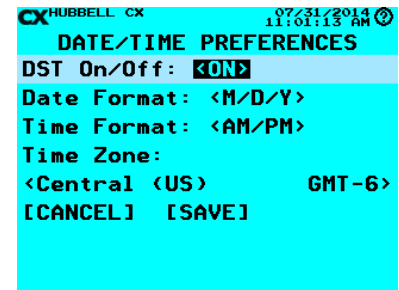 CX HUBBELL CX 07/31/2014
11:01:13 AM ?
DATE/TIME PREFERENCES
DST On/Off: <ON>
Date Format: <M/D/Y>
Time Format: <AM/PM>
Time Zone:
<Central (US) GMT-6>
[CANCEL] [SAVE]